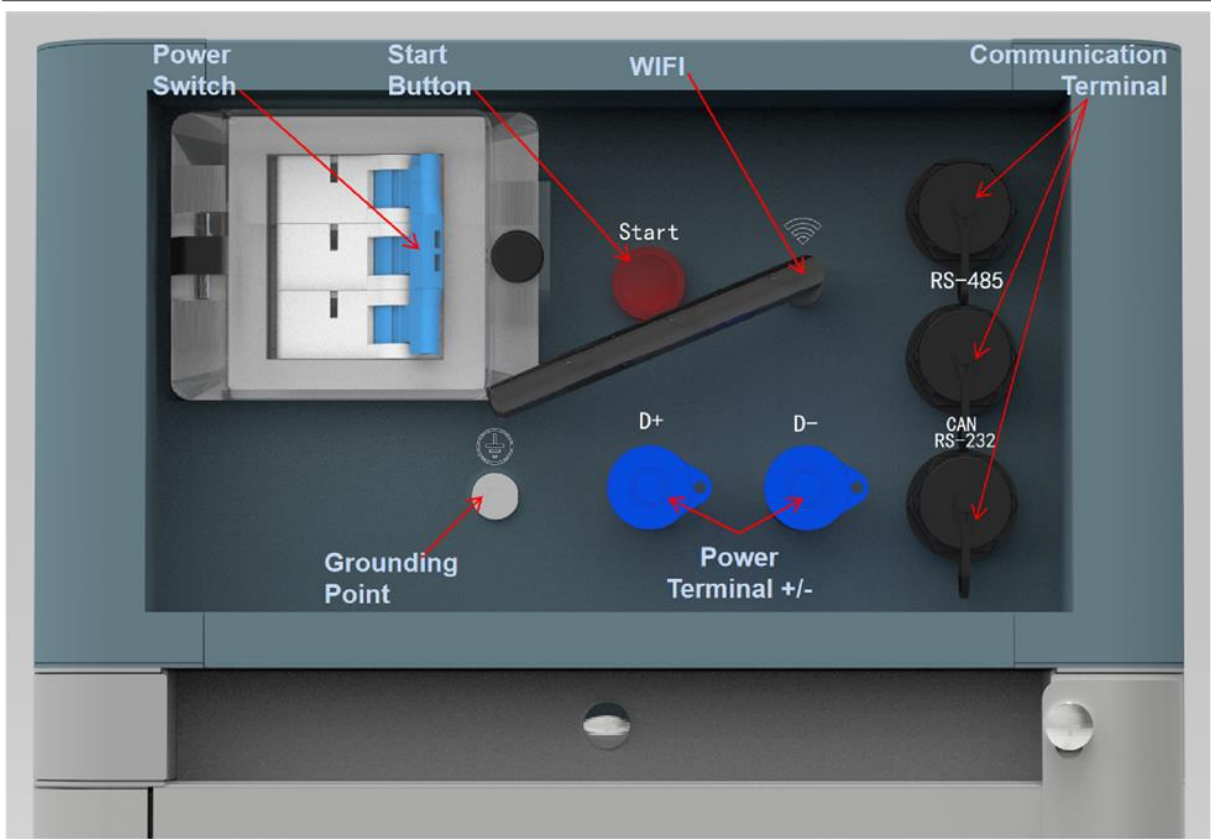 Power
Switch
Start
Button
WIFI
Communication
Terminal
Start
RS-485
D+
D-
CAN
RS-232
Grounding
Point
Power
Terminal +/-